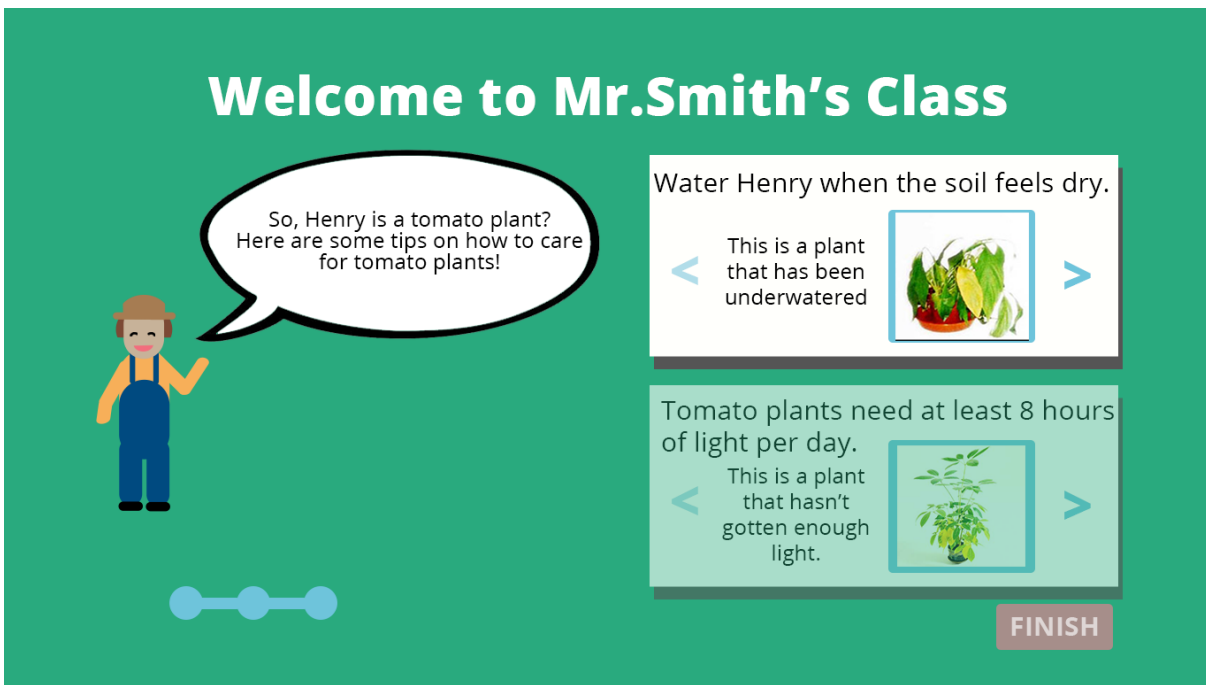 Welcome to Mr.Smith’s Class
So, Henry is a tomato plant?
Here are some tips on how to care
for tomato plants!
Water Henry when the soil feels dry.
<
This is a plant
that has been
underwatered
>
Tomato plants need at least 8 hours
of light per day.
<
This is a plant
that hasn’t
gotten enough
light.
>
FINISH